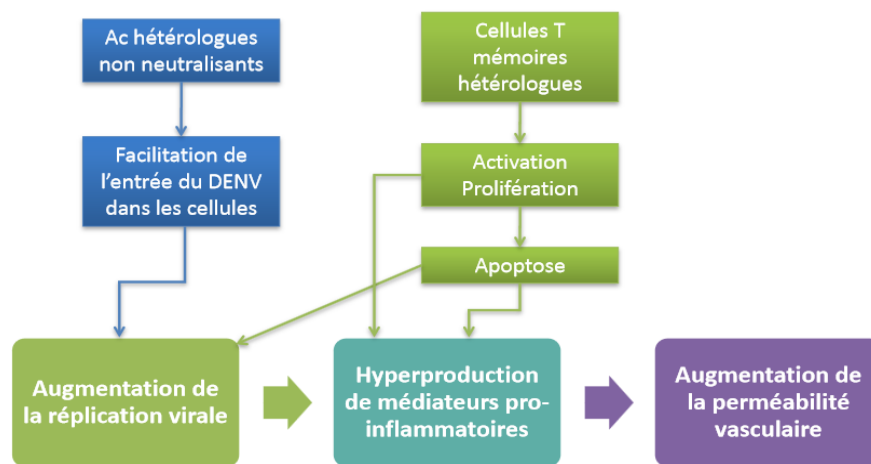 Ac hétérologues
non neutralisants
Cellules T
mémoires
hétérologues
Facilitation de
l'entrée du DENV
dans les cellules
Activation
Prolifération
Apoptose
Augmentation de
la réplication virale
Hyperproduction
de médiateurs pro-
inflammatoires
Augmentation de
la perméabilité
vasculaire